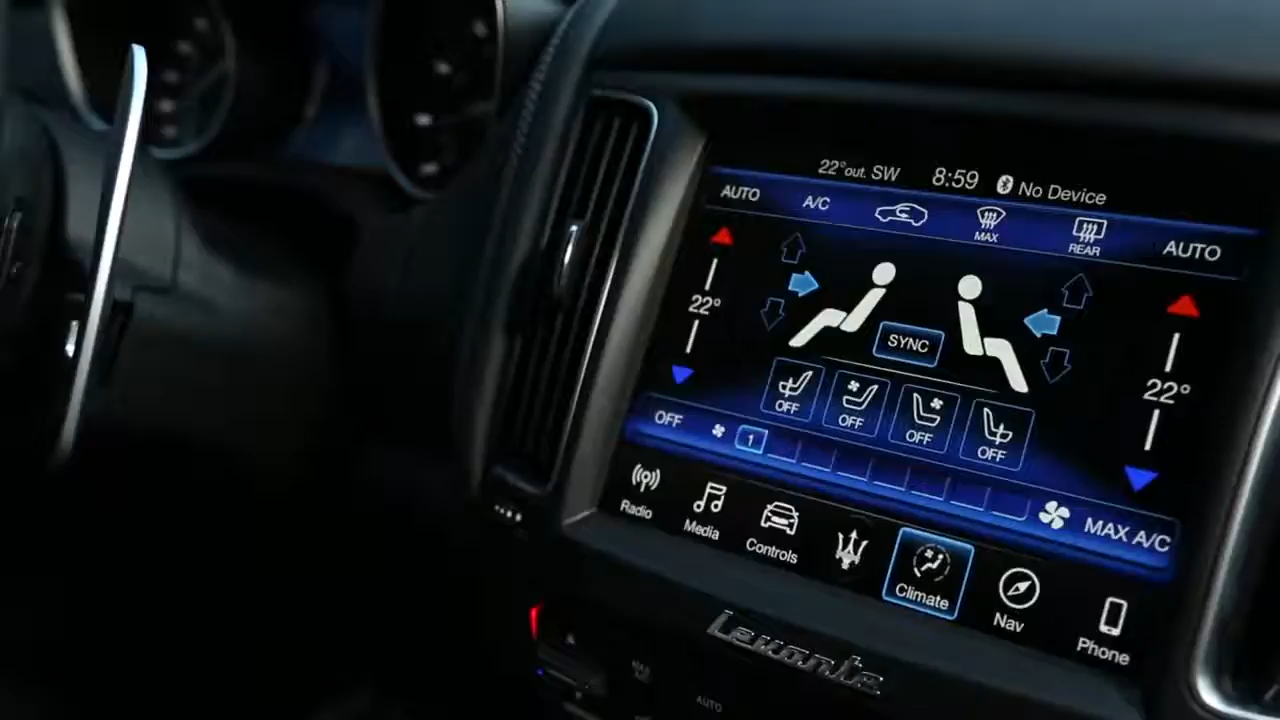 22°out. SW 8:59 No Device
AUTO A/C MAX REAR AUTO
22°
22°
SYNC
OFF OFF OFF OFF
OFF 1 MAX A/C
Radio Media Controls Climate Nav Phone
Levante
AUTO